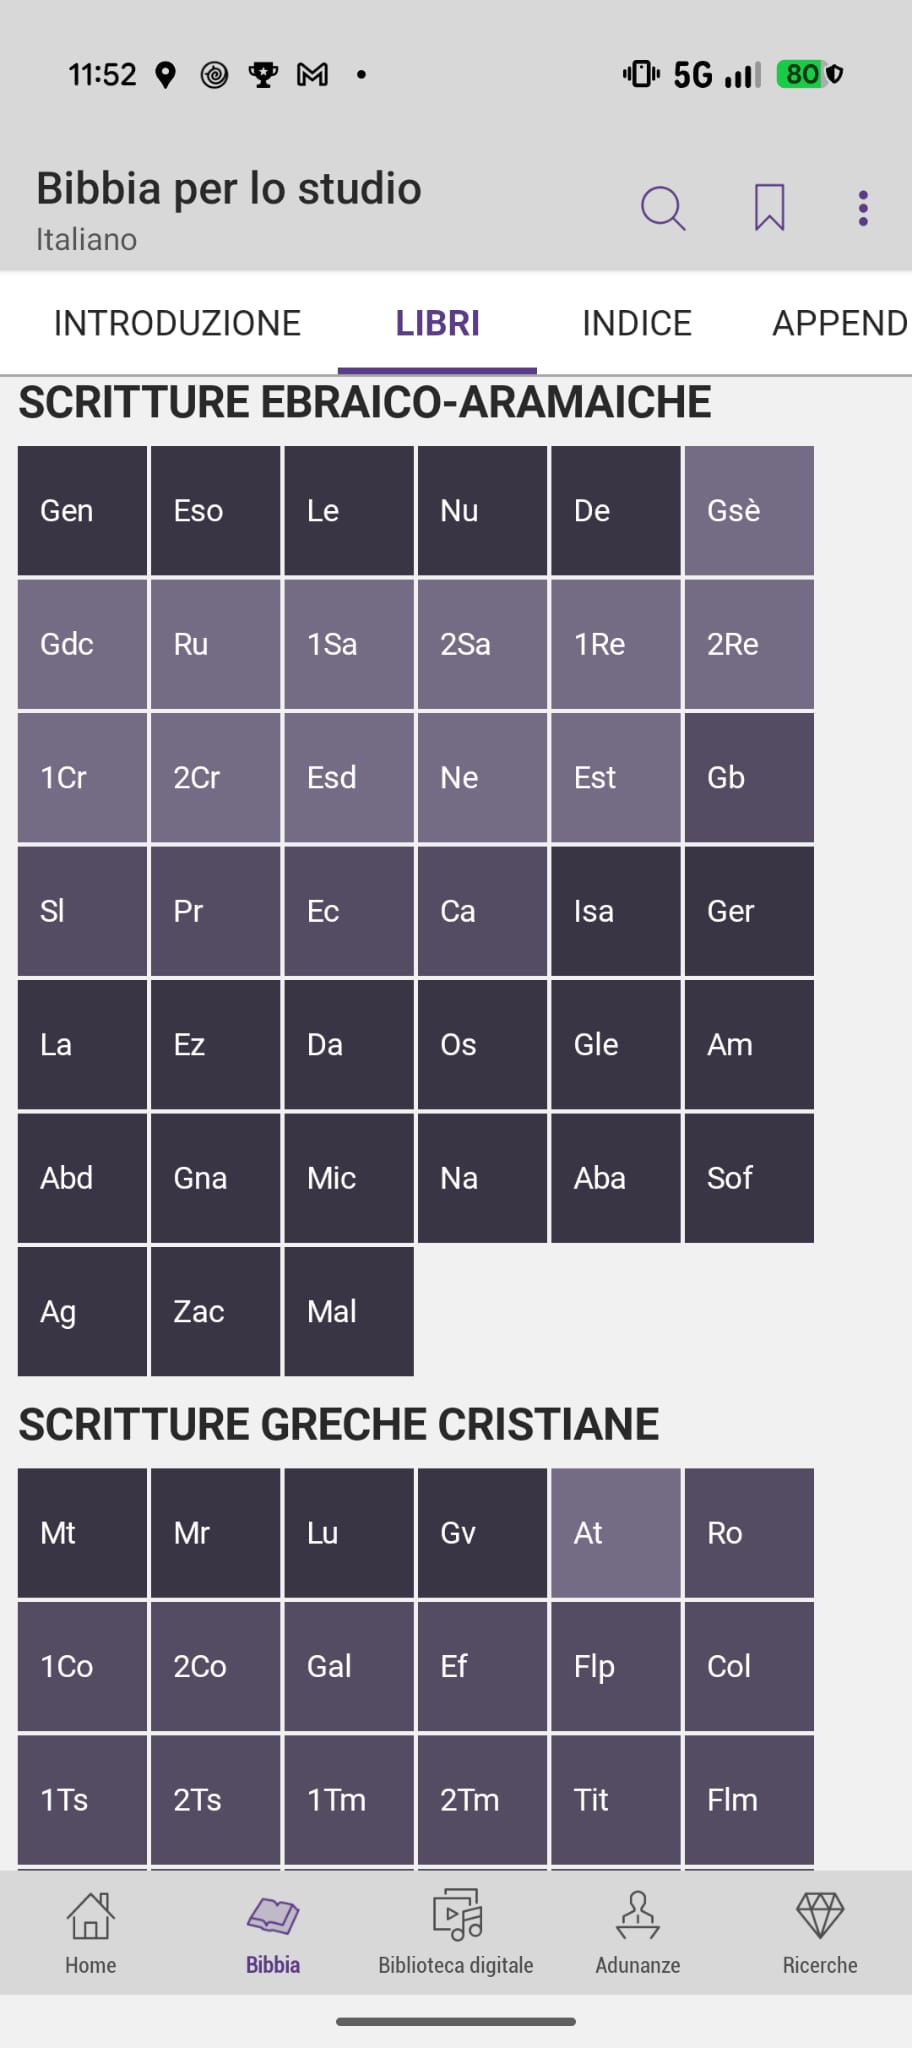 11:52 5G 80
Bibbia per lo studio
Italiano
INTRODUZIONE LIBRI INDICE APPEND
SCRITTURE EBRAICO-ARAMAICHE
Gen Eso Le Nu De Gsè
Gdc Ru 1Sa 2Sa 1Re 2Re
1Cr 2Cr Esd Ne Est Gb
Sl Pr Ec Ca Isa Ger
La Ez Da Os Gle Am
Abd Gna Mic Na Aba Sof
Ag Zac Mal
SCRITTURE GRECHE CRISTIANE
Mt Mr Lu Gv At Ro
1Co 2Co Gal Ef Flp Col
1Ts 2Ts 1Tm 2Tm Tit Flm
Home Bibbia Biblioteca digitale Adunanze Ricerche